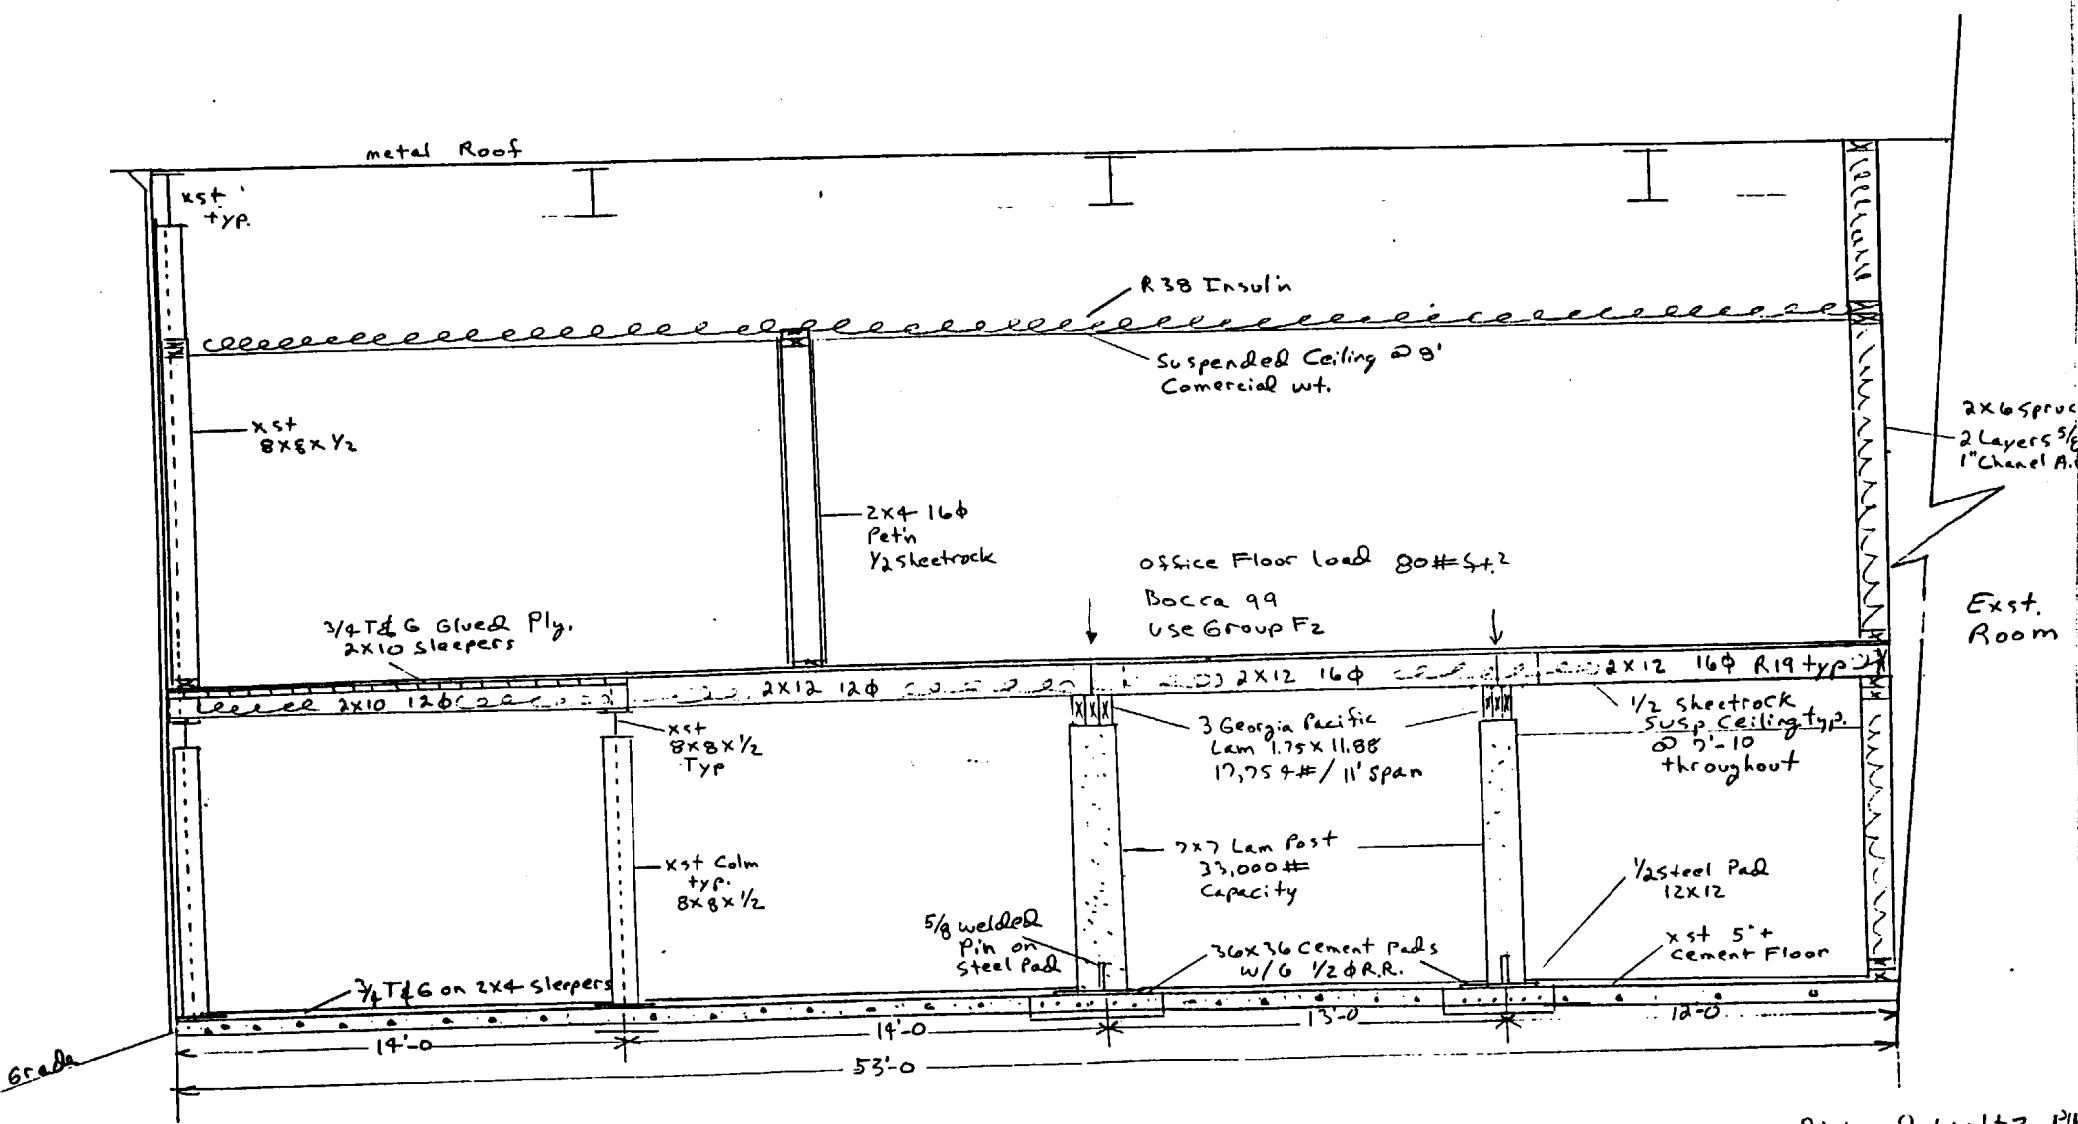 metal Roof
xst
typ.
R38 Insul'n
Suspended Ceiling @ 8'
Comercial wt.
xst
8x8x1/2
2x6 Spruc
2 Layers 5/8
1" Chanel A.
2x4 16ϕ
Pet'n
1/2 sheetrock
office Floor load 80# ft.²
Bocca 99
use Group F2
Exst.
Room
3/4 T&G Glued Ply.
2x10 sleepers
2x10 12ϕ
2x12 12ϕ
2x12 16ϕ
2x12 16ϕ R19 typ
xst
8x8x1/2
Typ
3 Georgia Pacific
Lam 1.75 x 11.88
17,754#/11' span
1/2 sheetrock
Susp Ceiling typ.
@ 7'-10
throughout
xst Colm
typ.
8x8x1/2
7x7 Lam Post
33,000#
Capacity
1/2 steel Pad
12x12
5/8 welded
Pin on
Steel Pad
36x36 Cement Pads
w/6 1/2ϕ R.R.
xst 5"+
Cement Floor
3/4 T&G on 2x4 sleepers
14'-0
14'-0
13'-0
12'-0
53'-0
Grade